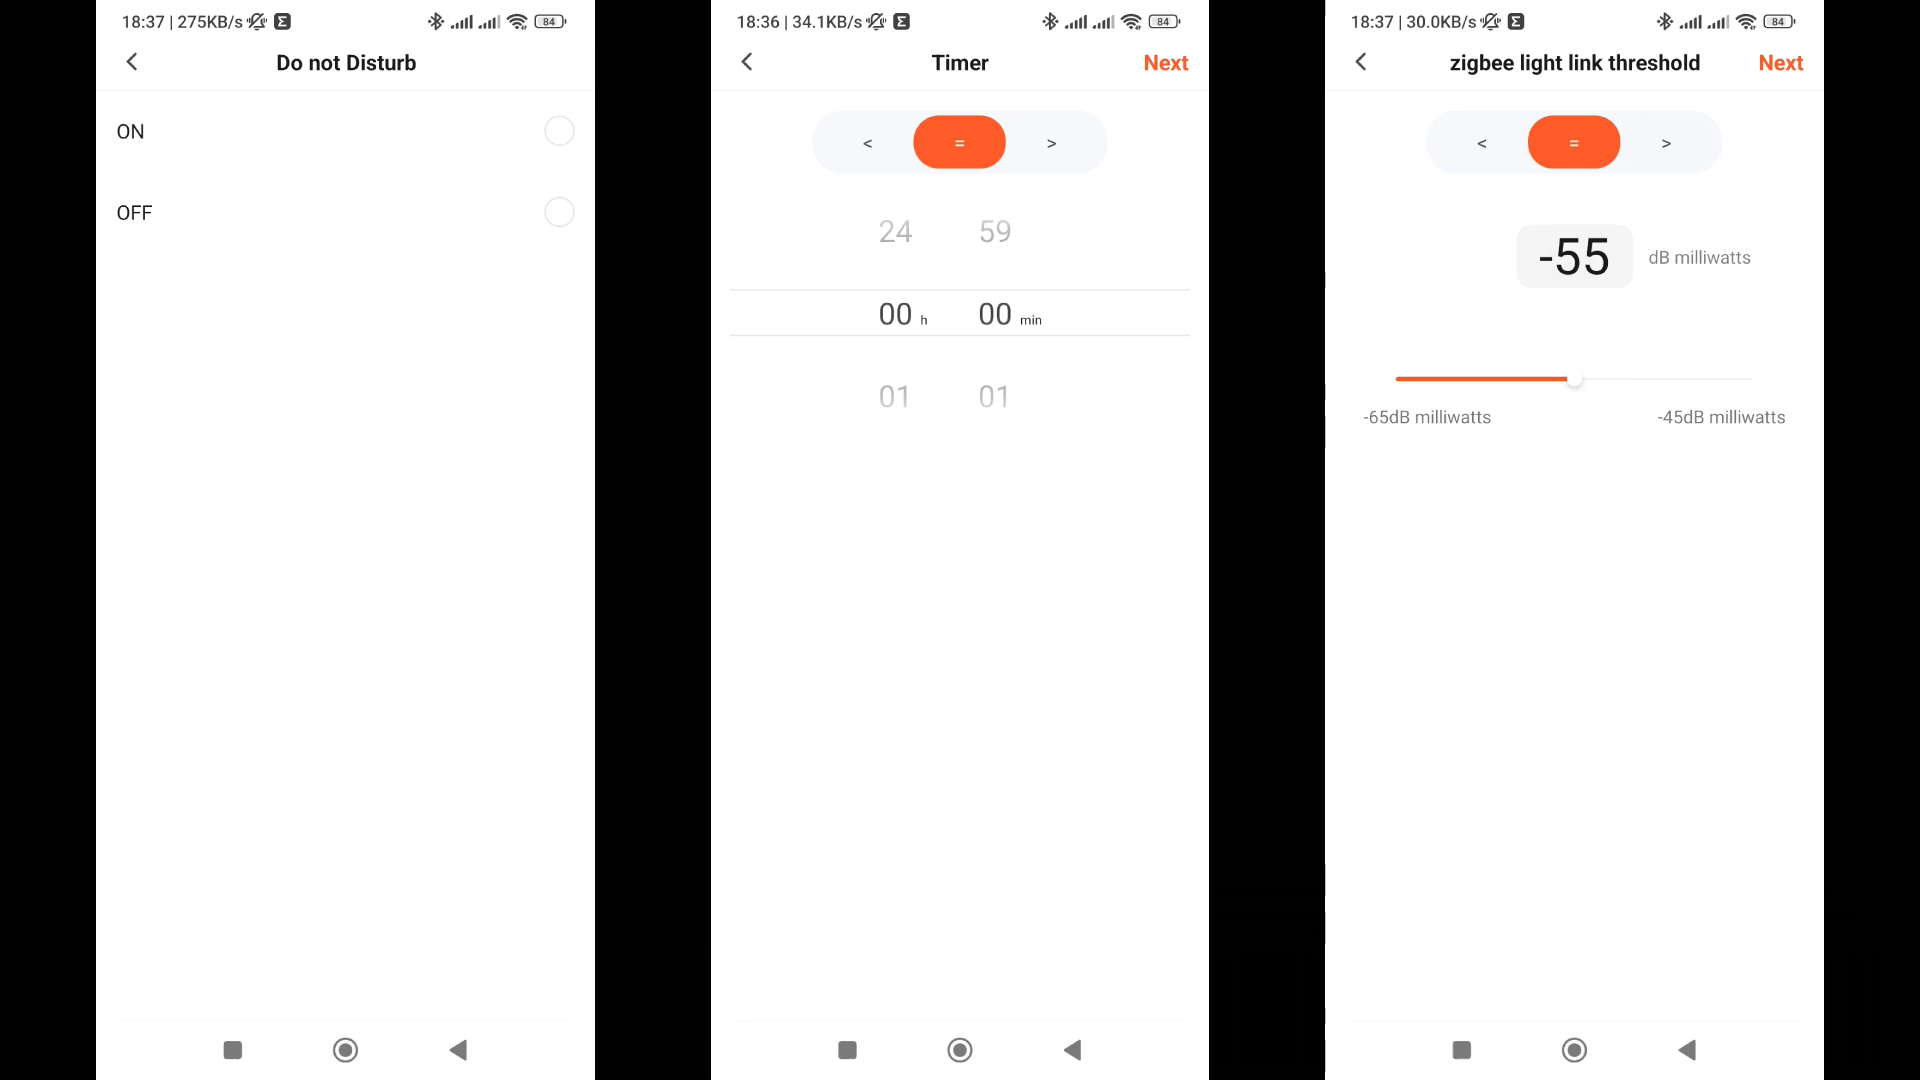 18:37 | 275KB/s
84
Do not Disturb
ON
OFF
18:36 | 34.1KB/s
84
Timer
Next
< = >
24 59
00 h 00 min
01 01
18:37 | 30.0KB/s
84
zigbee light link threshold
Next
< = >
-55 dB milliwatts
-65dB milliwatts
-45dB milliwatts